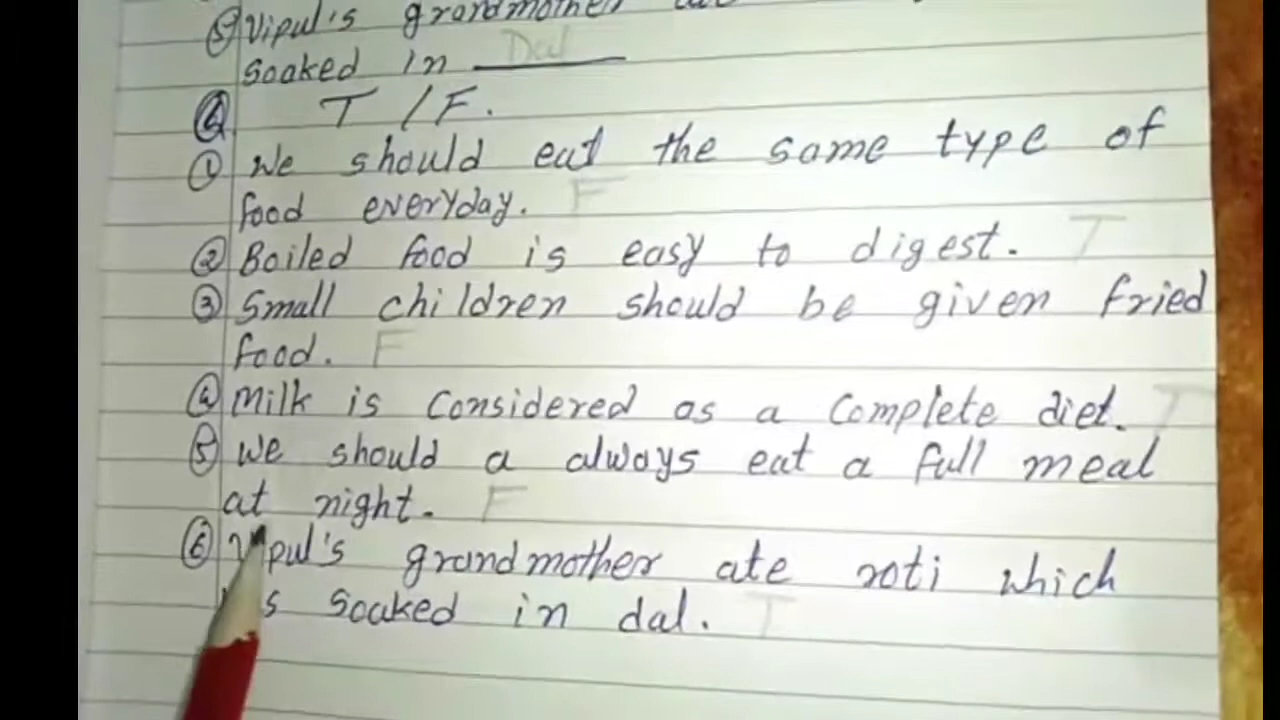 ⑤ Vipul's grandmother
soaked in Dal
④ T/F.
① We should eat the same type of
food everyday. F
② Boiled food is easy to digest. T
③ Small children should be given fried
food. F
④ Milk is considered as a complete diet. T
⑤ We should a always eat a full meal
at night. F
⑥ Vipul's grandmother ate roti which
soaked in dal. T